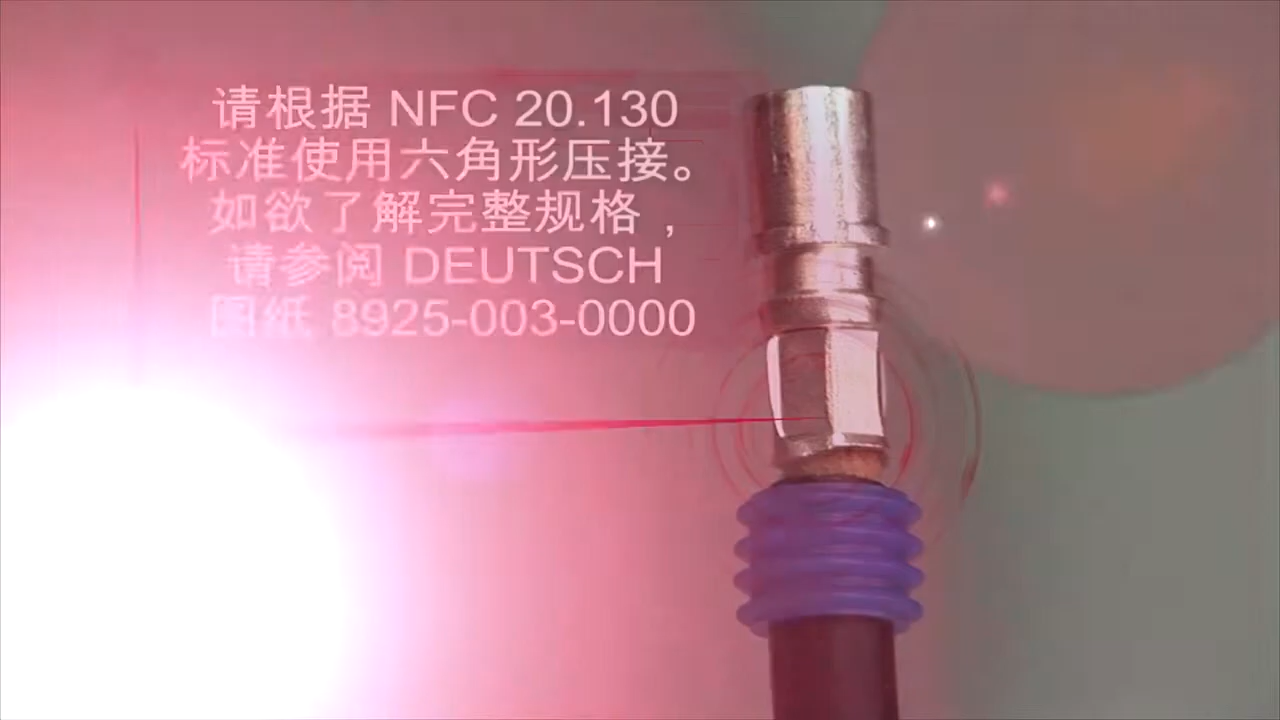 请根据 NFC 20.130
标准使用六角形压接。
如欲了解完整规格，
请参阅 DEUTSCH
图纸 8925-003-0000